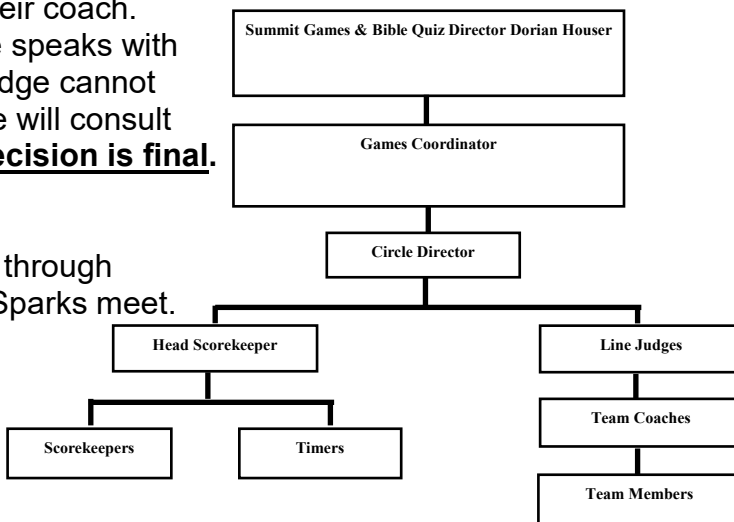 eir coach.
e speaks with
dge cannot
e will consult
ecision is final.
through
Sparks meet.
Summit Games & Bible Quiz Director Dorian Houser
Games Coordinator
Circle Director
Head Scorekeeper
Line Judges
Scorekeepers
Timers
Team Coaches
Team Members